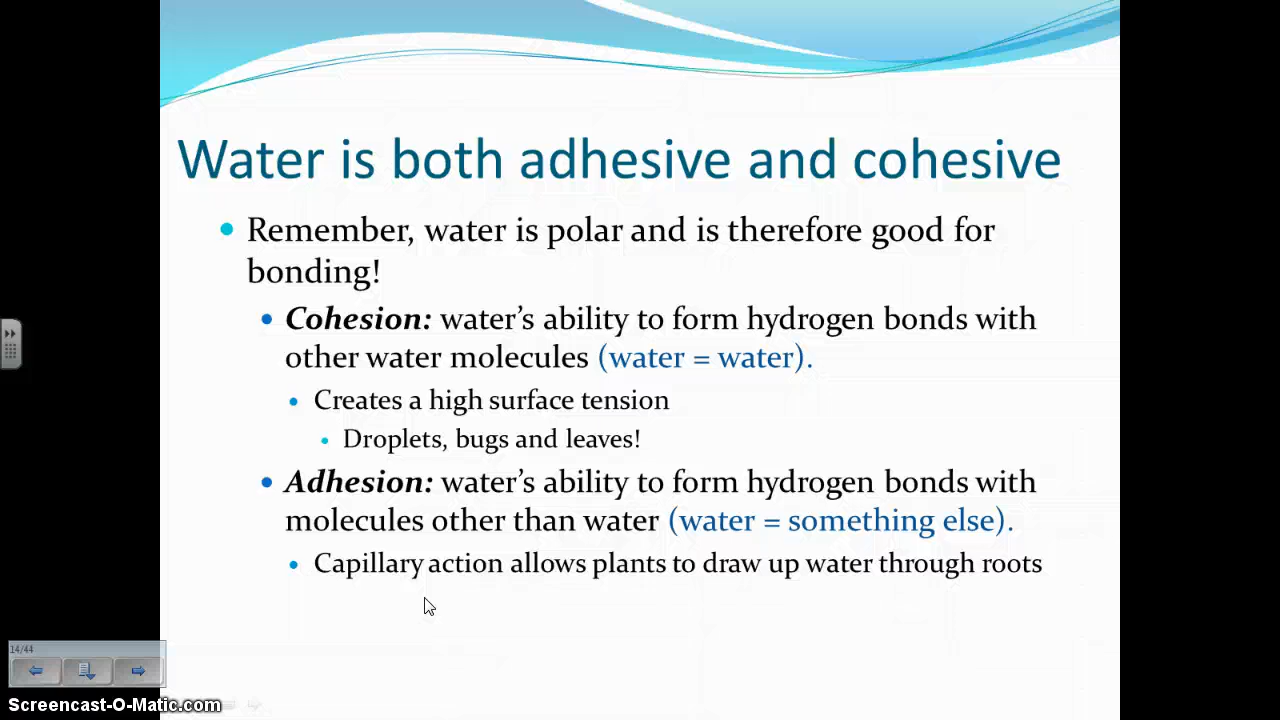 Water is both adhesive and cohesive
Remember, water is polar and is therefore good for
bonding!
Cohesion: water's ability to form hydrogen bonds with
other water molecules (water = water).
Creates a high surface tension
Droplets, bugs and leaves!
Adhesion: water's ability to form hydrogen bonds with
molecules other than water (water = something else).
Capillary action allows plants to draw up water through roots
14/44
Screencast-O-Matic.com